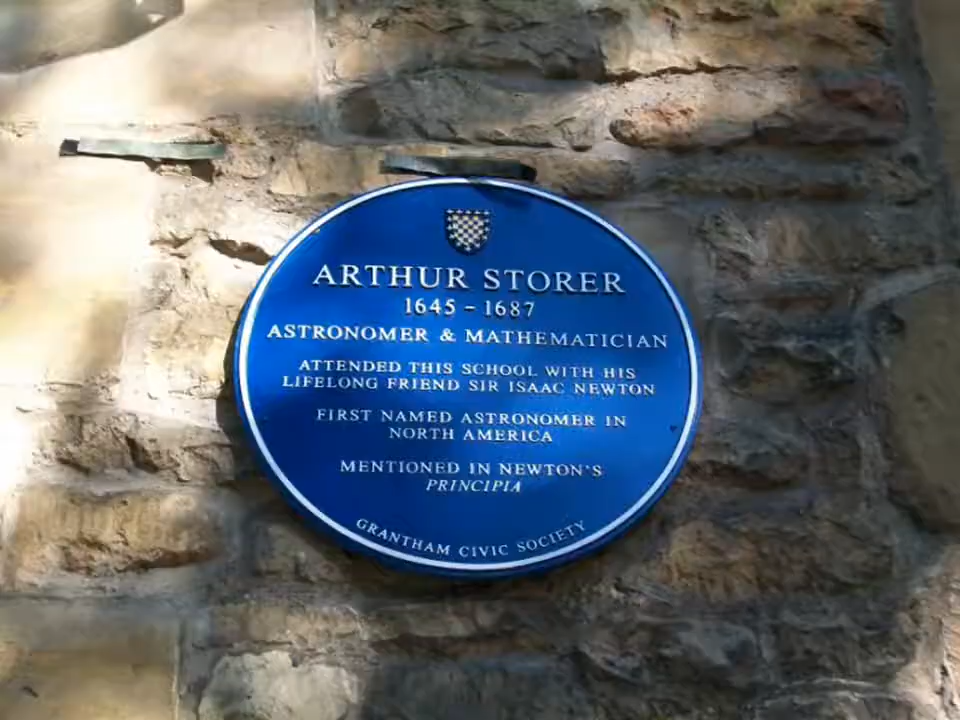 ARTHUR STORER
1645 - 1687
ASTRONOMER & MATHEMATICIAN
ATTENDED THIS SCHOOL WITH HIS
LIFELONG FRIEND SIR ISAAC NEWTON
FIRST NAMED ASTRONOMER IN
NORTH AMERICA
MENTIONED IN NEWTON'S
PRINCIPIA
GRANTHAM CIVIC SOCIETY